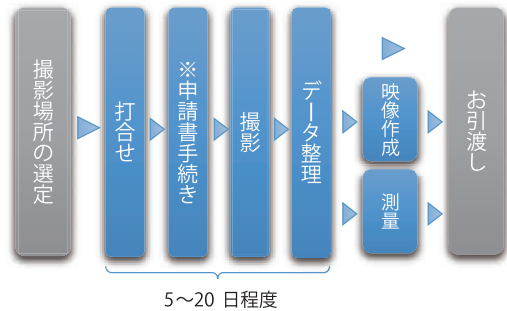 撮影場所の選定
打合せ
※申請書手続き
撮影
データ整理
映像作成
測量
お引渡し
5～20 日程度